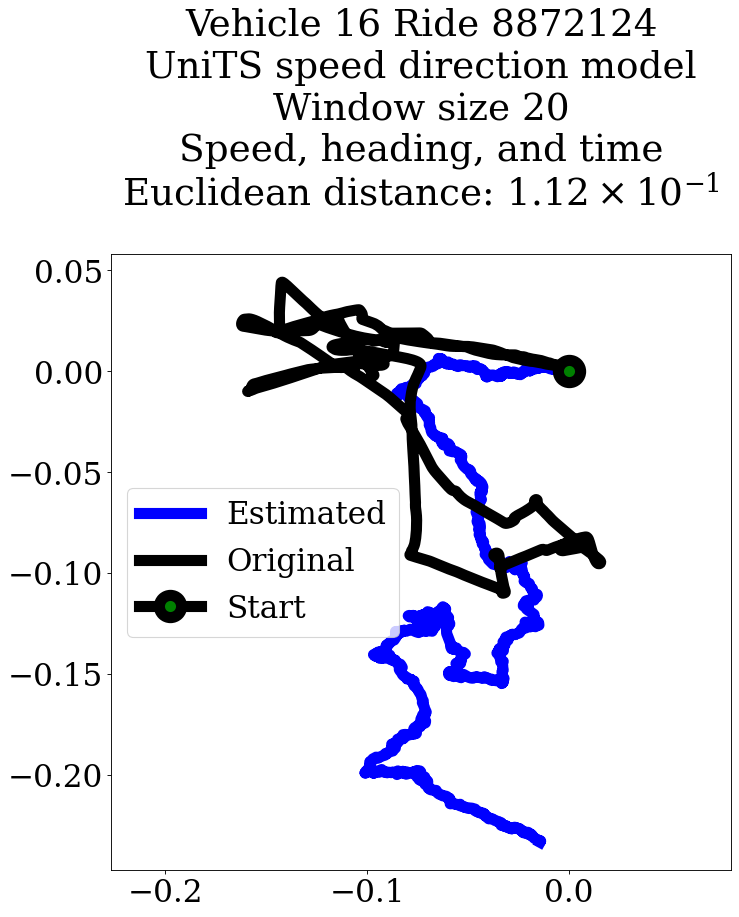 Vehicle 16 Ride 8872124
UniTS speed direction model
Window size 20
Speed, heading, and time
Euclidean distance: 1.12 × 10⁻¹
0.05
0.00
−0.05
−0.10
−0.15
−0.20
Estimated
Original
Start
−0.2 −0.1 0.0